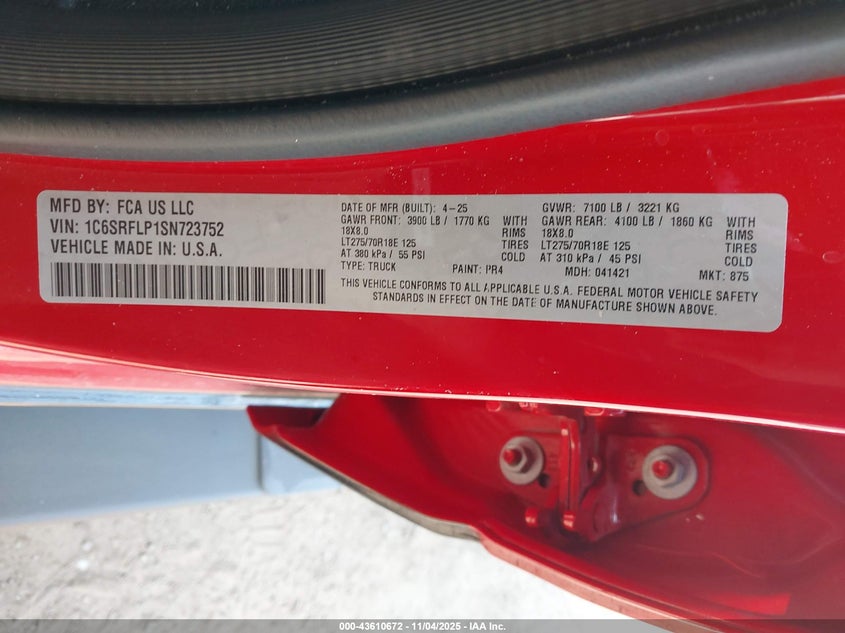 MFD BY: FCA US LLC
VIN: 1C6SRFLP1SN723752
VEHICLE MADE IN: U.S.A.
DATE OF MFR (BUILT): 4-25
GVWR: 7100 LB / 3221 KG
GAWR FRONT: 3900 LB / 1770 KG WITH
GAWR REAR: 4100 LB / 1860 KG WITH
18X8.0 RIMS
18X8.0 RIMS
LT275/70R18E 125 TIRES
LT275/70R18E 125 TIRES
AT 380 kPa / 55 PSI COLD
AT 310 kPa / 45 PSI COLD
TYPE: TRUCK PAINT: PR4 MDH: 041421 MKT: 875
THIS VEHICLE CONFORMS TO ALL APPLICABLE U.S.A. FEDERAL MOTOR VEHICLE SAFETY
STANDARDS IN EFFECT ON THE DATE OF MANUFACTURE SHOWN ABOVE.
000-43610672 - 11/04/2025 - IAA Inc.